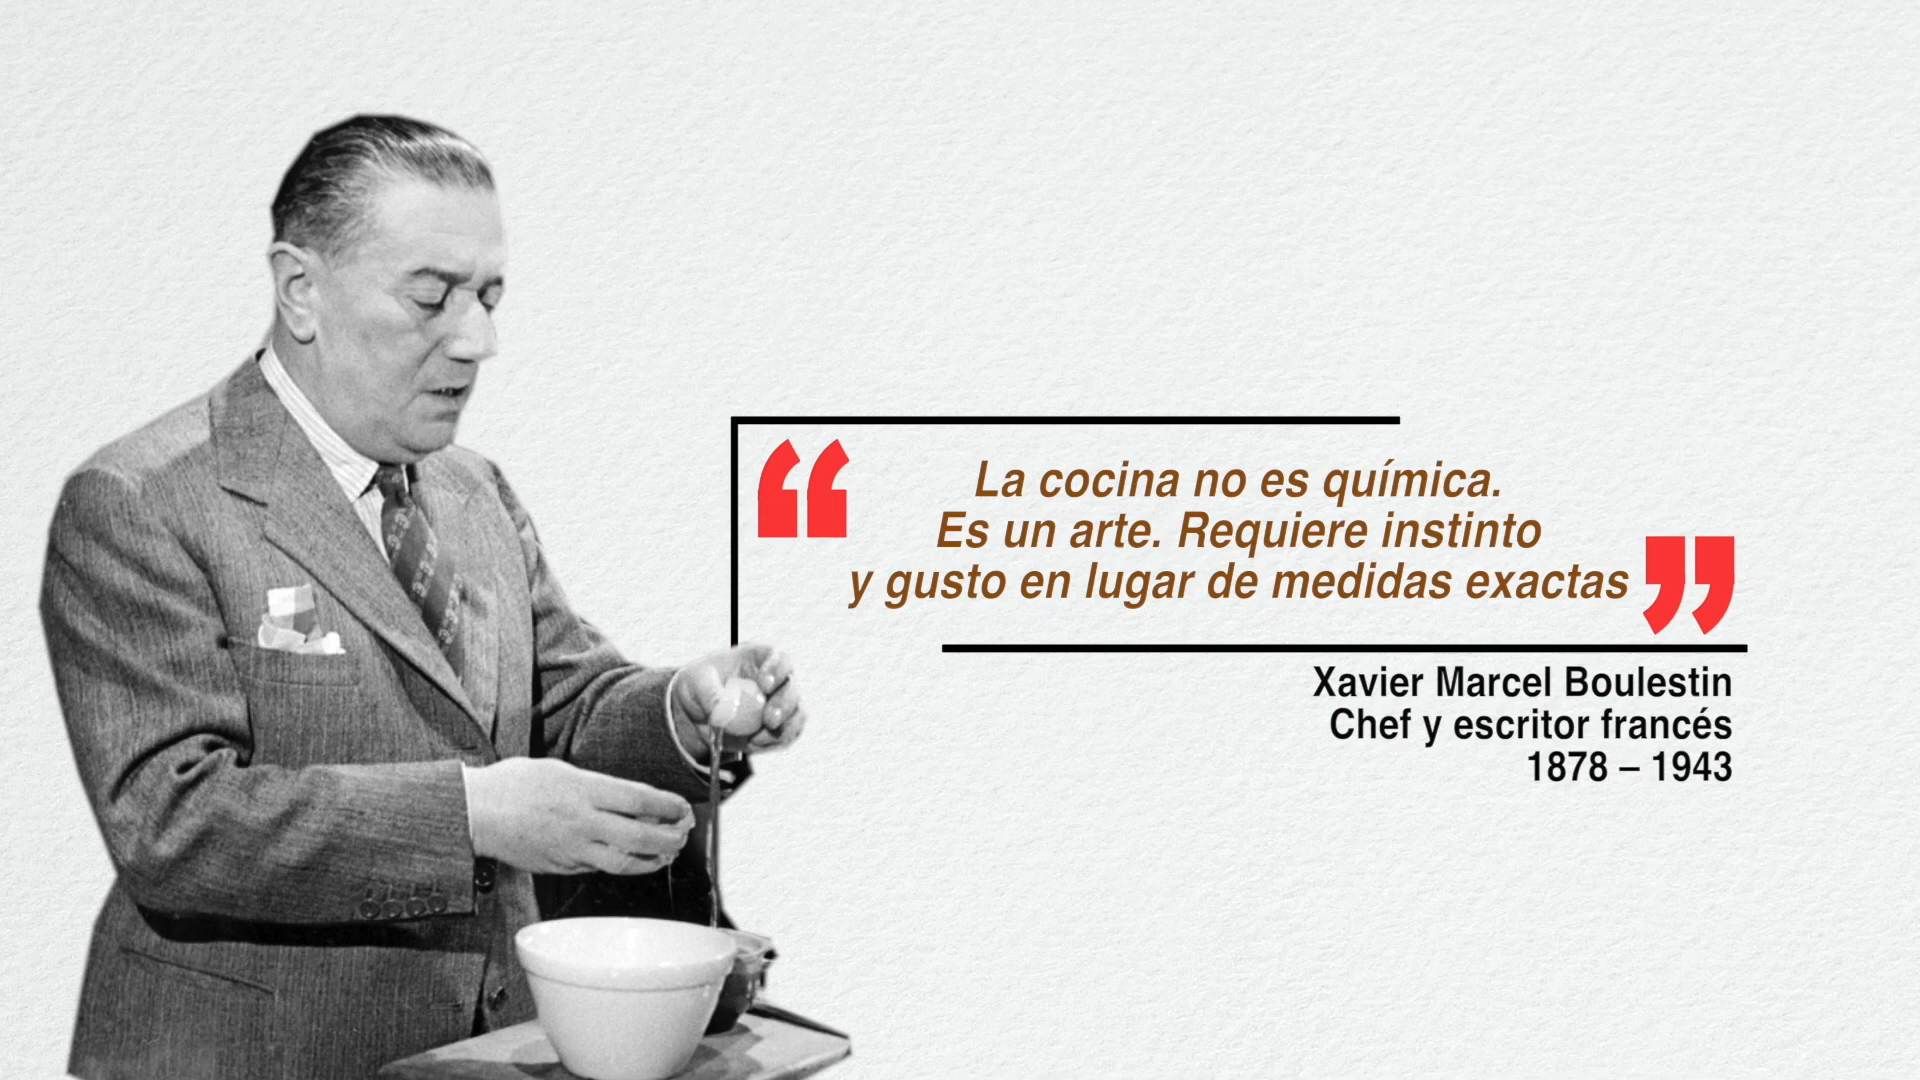 “ La cocina no es química.
Es un arte. Requiere instinto
y gusto en lugar de medidas exactas ”
Xavier Marcel Boulestin
Chef y escritor francés
1878 – 1943